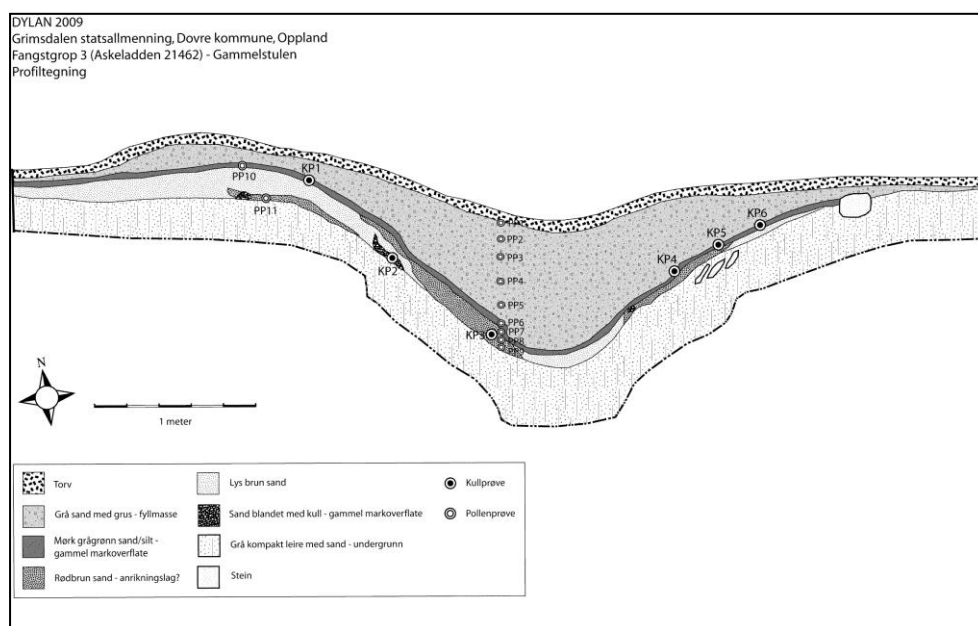 DYLAN 2009
Grimsdalen statsallmenning, Dovre kommune, Oppland
Fangstgrop 3 (Askeladden 21462) - Gammelstulen
Profiltegning
PP10
KP1
PP11
KP2
KP3
PP2
PP3
PP4
PP5
PP6
PP7
PP8
PP9
KP4
KP5
KP6
N
1 meter
Torv
Grå sand med grus - fyllmasse
Mørk grågrønn sand/silt -
gammel markoverflate
Rødbrun sand - anrikningslag?
Lys brun sand
Sand blandet med kull - gammel markoverflate
Grå kompakt leire med sand - undergrunn
Stein
Kullprøve
Pollenprøve